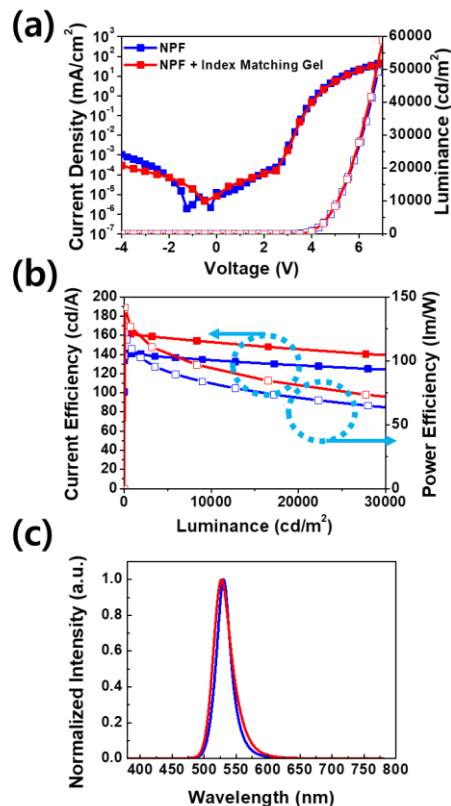 (a)
Current Density (mA/cm²)
10³
10²
10¹
10⁰
10⁻¹
10⁻²
10⁻³
10⁻⁴
10⁻⁵
10⁻⁶
10⁻⁷
NPF
NPF + Index Matching Gel
60000
50000
40000
30000
20000
10000
0
Luminance (cd/m²)
-4 -2 0 2 4 6
Voltage (V)
(b)
Current Efficiency (cd/A)
200
180
160
140
120
100
80
60
40
20
0
150
100
50
0
Power Efficiency (lm/W)
0 10000 20000 30000
Luminance (cd/m²)
(c)
Normalized Intensity (a.u.)
1.0
0.8
0.6
0.4
0.2
0.0
400 450 500 550 600 650 700 750 800
Wavelength (nm)